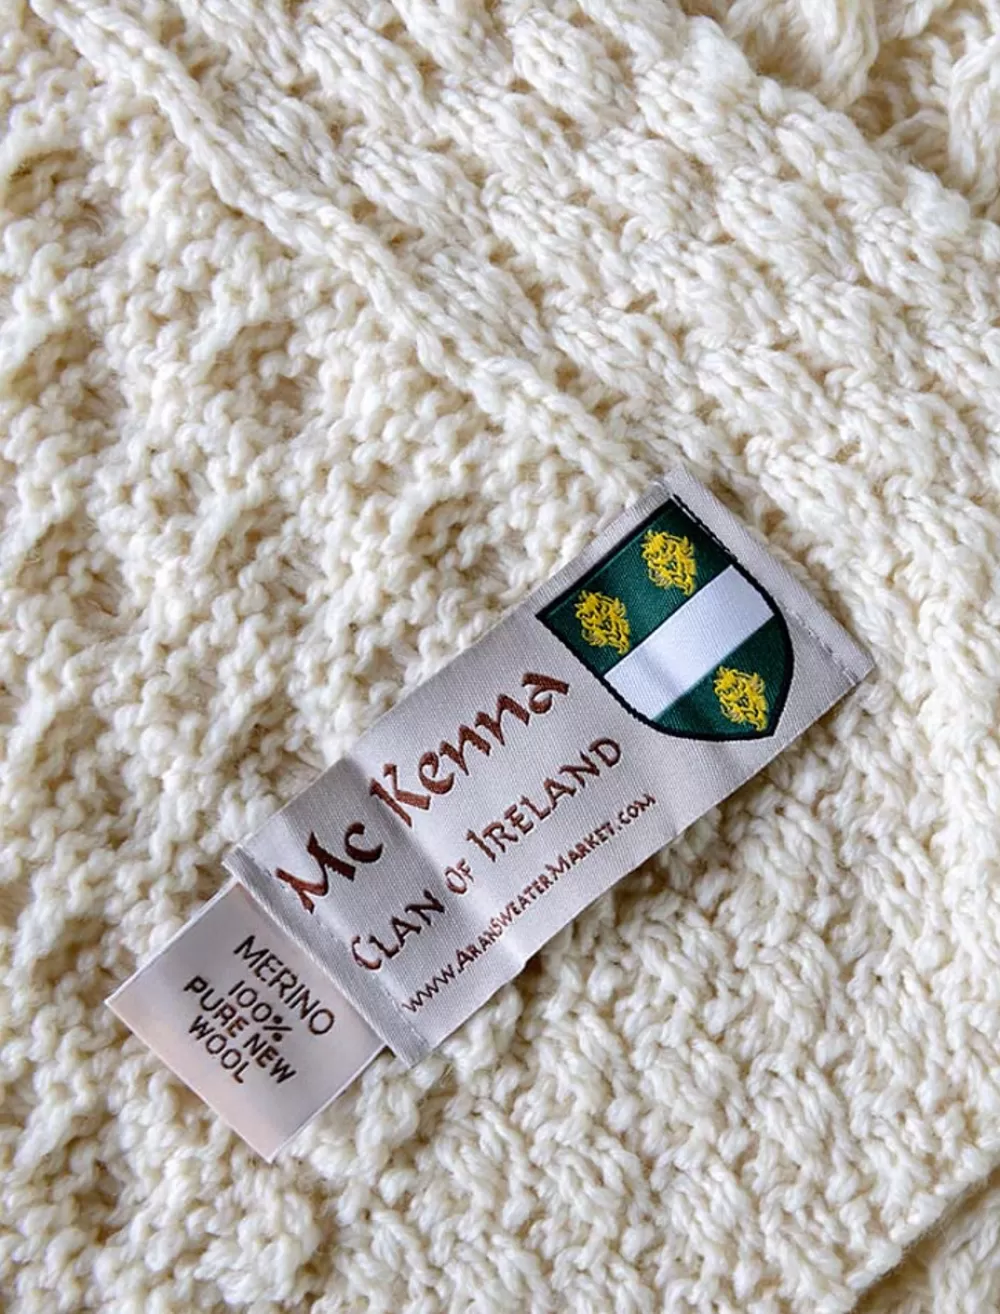 Mc Kenna
CLAN OF IRELAND
WWW.ARANSWEATERMARKET.COM
MERINO
100%
PURE NEW
WOOL